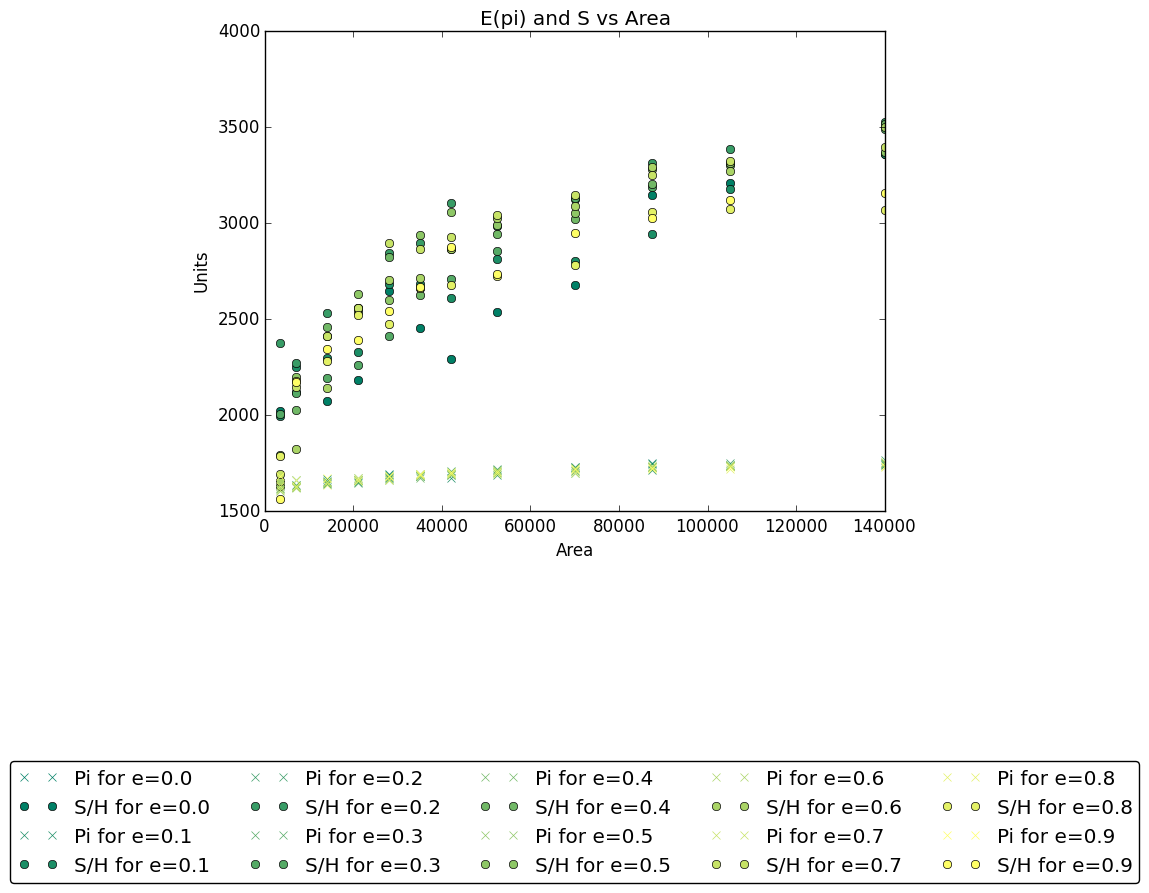 E(pi) and S vs Area
4000
3500
3000
2500
2000
1500
Units
0 20000 40000 60000 80000 100000 120000 140000
Area
Pi for e=0.0 Pi for e=0.2 Pi for e=0.4 Pi for e=0.6 Pi for e=0.8
S/H for e=0.0 S/H for e=0.2 S/H for e=0.4 S/H for e=0.6 S/H for e=0.8
Pi for e=0.1 Pi for e=0.3 Pi for e=0.5 Pi for e=0.7 Pi for e=0.9
S/H for e=0.1 S/H for e=0.3 S/H for e=0.5 S/H for e=0.7 S/H for e=0.9